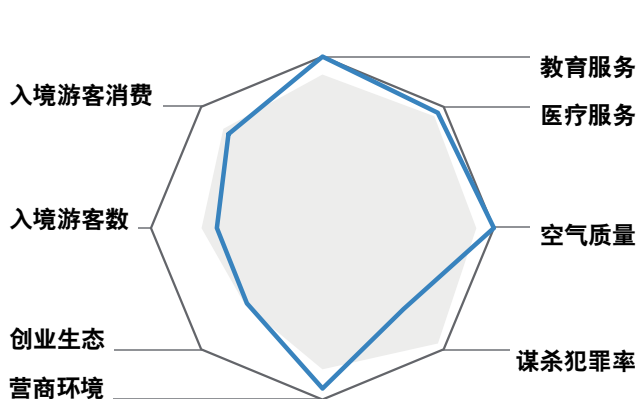 教育服务
入境游客消费
医疗服务
入境游客数
空气质量
创业生态
谋杀犯罪率
营商环境